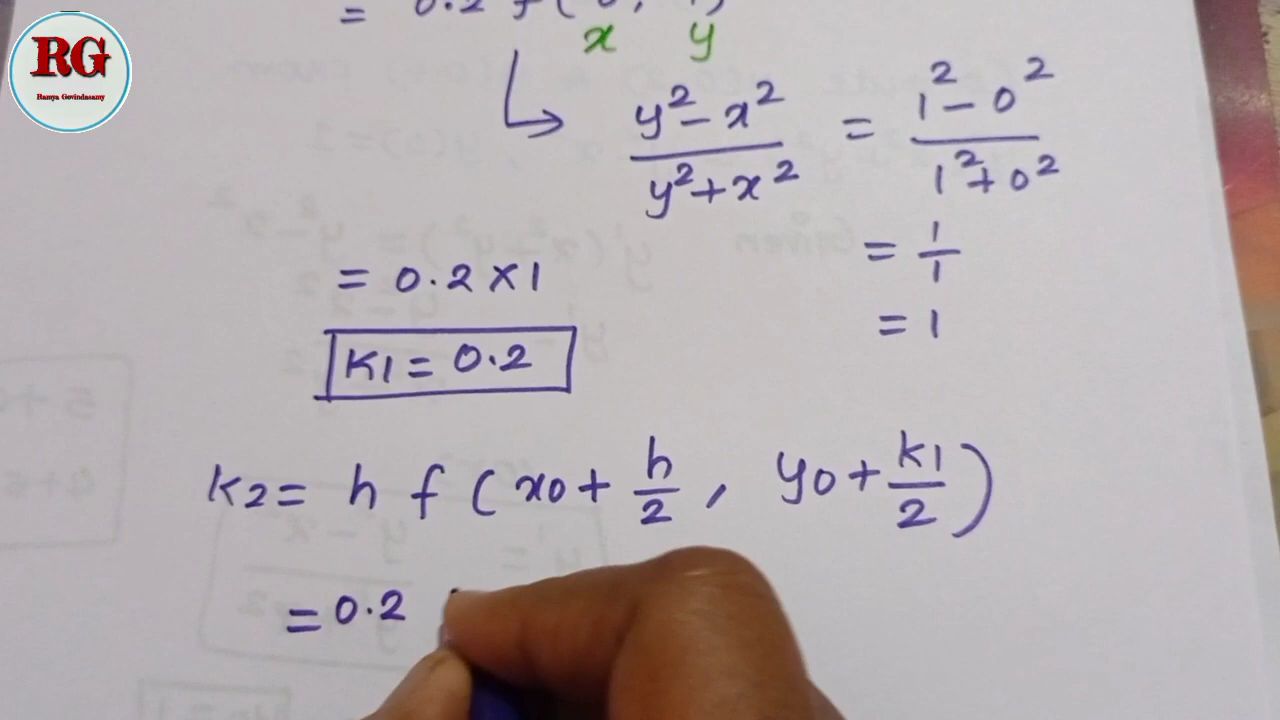 RG
Ramya Govindasamy
= 0.2 f(0, 1)
x y
y²-x² / y²+x² = 1²-0² / 1²+0²
= 1/1
= 0.2 x 1
= 1
K1 = 0.2
K2 = h f (x0 + h/2 , y0 + k1/2)
= 0.2